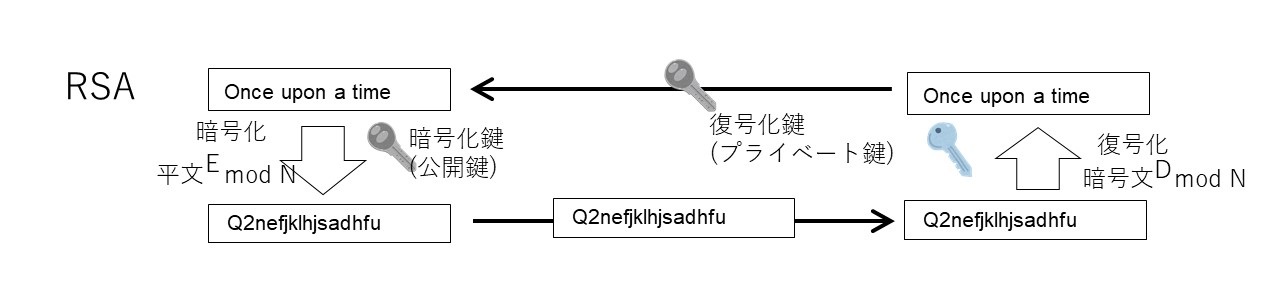 RSA
Once upon a time
Once upon a time
暗号化
平文E mod N
暗号化鍵
(公開鍵)
復号化鍵
(プライベート鍵)
復号化
暗号文D mod N
Q2nefjklhjsadhfu
Q2nefjklhjsadhfu
Q2nefjklhjsadhfu